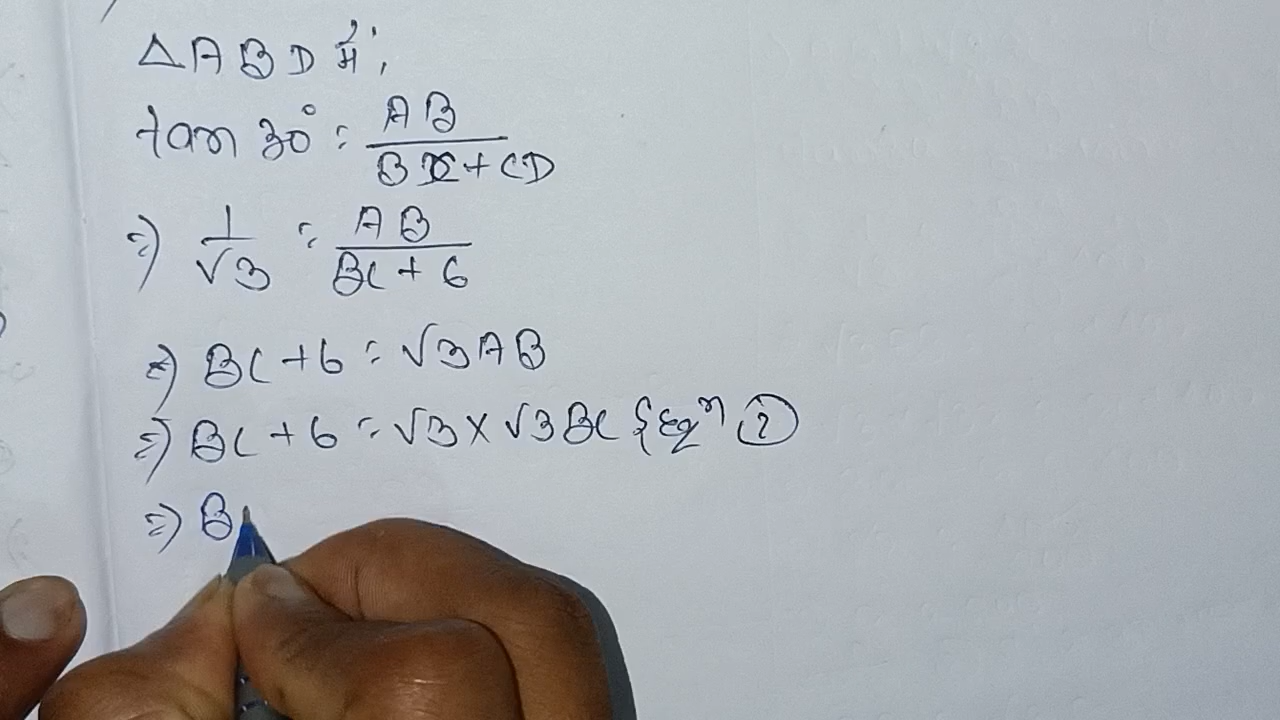 △ABD में,
tan 30° = AB / BC + CD
⇒ 1/√3 = AB / BC + 6
⇒ BC + 6 = √3 AB
⇒ BC + 6 = √3 × √3 BC {eqⁿ ①
⇒ B